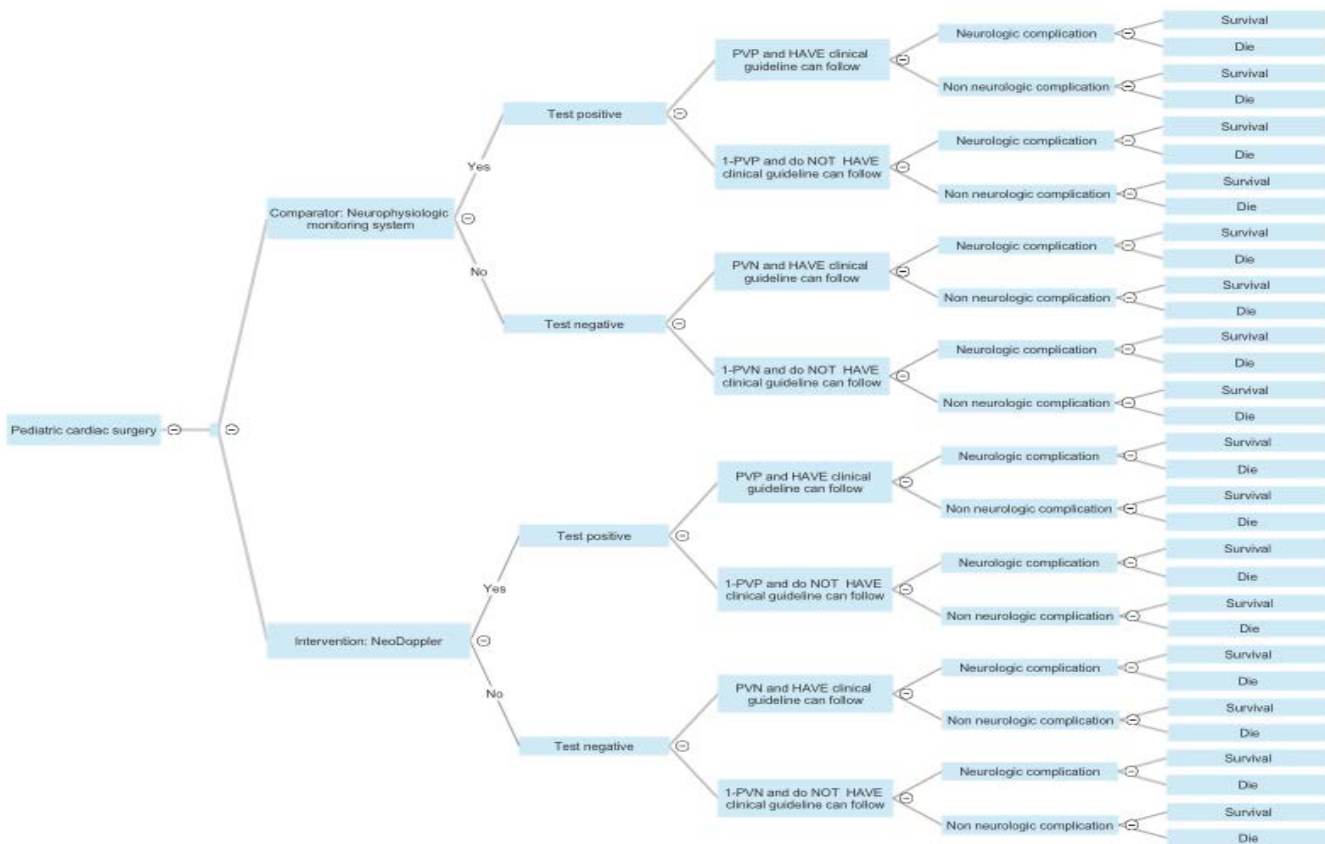 Pediatric cardiac surgery
Comparator: Neurophysiologic
monitoring system
Yes
Test positive
PVP and HAVE clinical
guideline can follow
Neurologic complication
Survival
Die
Non neurologic complication
Survival
Die
1-PVP and do NOT HAVE
clinical guideline can follow
Neurologic complication
Survival
Die
Non neurologic complication
Survival
Die
No
Test negative
PVN and HAVE clinical
guideline can follow
Neurologic complication
Survival
Die
Non neurologic complication
Survival
Die
1-PVN and do NOT HAVE
clinical guideline can follow
Neurologic complication
Survival
Die
Non neurologic complication
Survival
Die
Intervention: NeoDoppler
Yes
Test positive
PVP and HAVE clinical
guideline can follow
Neurologic complication
Survival
Die
Non neurologic complication
Survival
Die
1-PVP and do NOT HAVE
clinical guideline can follow
Neurologic complication
Survival
Die
Non neurologic complication
Survival
Die
No
Test negative
PVN and HAVE clinical
guideline can follow
Neurologic complication
Survival
Die
Non neurologic complication
Survival
Die
1-PVN and do NOT HAVE
clinical guideline can follow
Neurologic complication
Survival
Die
Non neurologic complication
Survival
Die